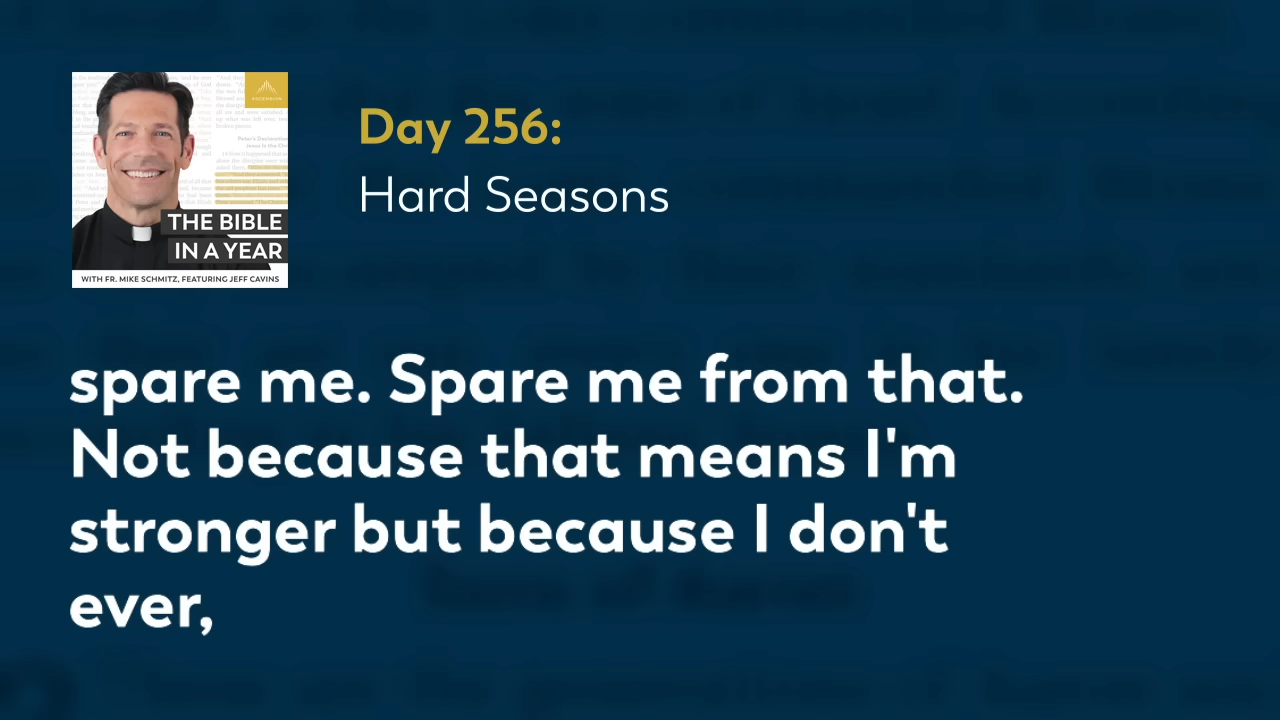 ASCENSION
THE BIBLE
IN A YEAR
WITH FR. MIKE SCHMITZ, FEATURING JEFF CAVINS
Day 256:
Hard Seasons
spare me. Spare me from that.
Not because that means I'm
stronger but because I don't
ever,